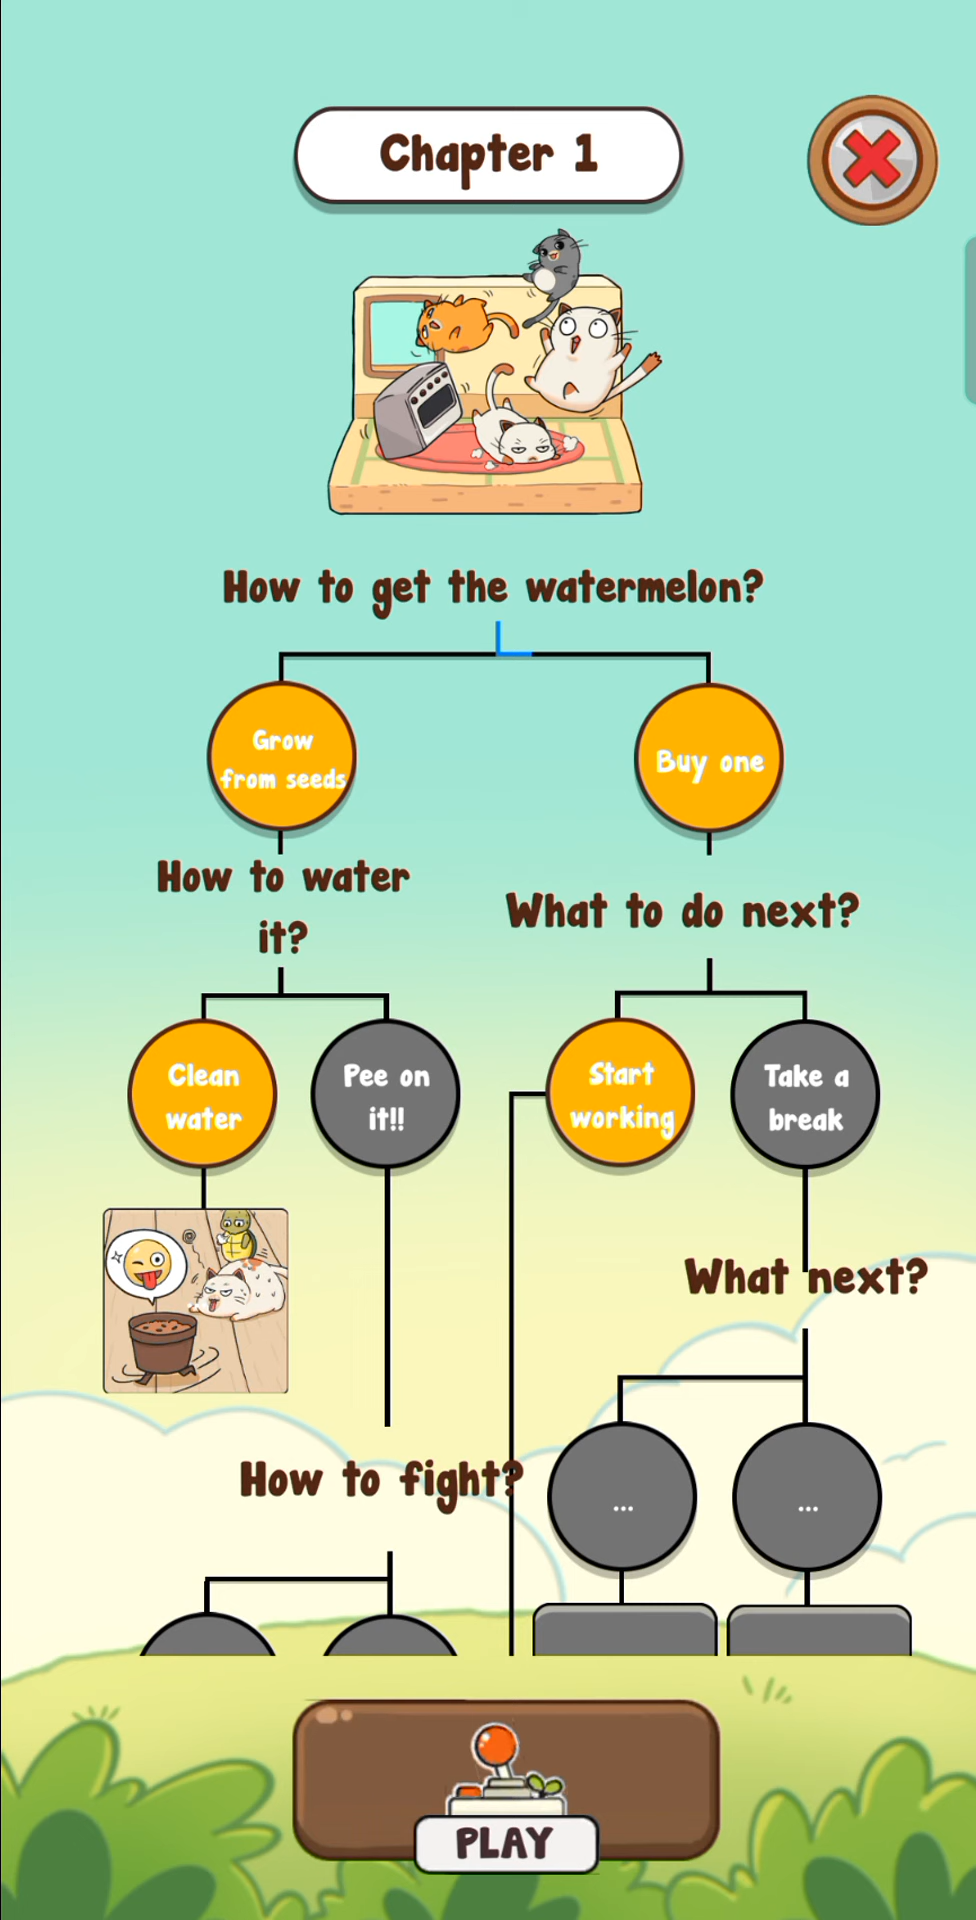 Chapter 1
How to get the watermelon?
Grow
from seeds
Buy one
How to water
it?
What to do next?
Clean
water
Pee on
it!!
Start
working
Take a
break
What next?
How to fight?
...
...
PLAY